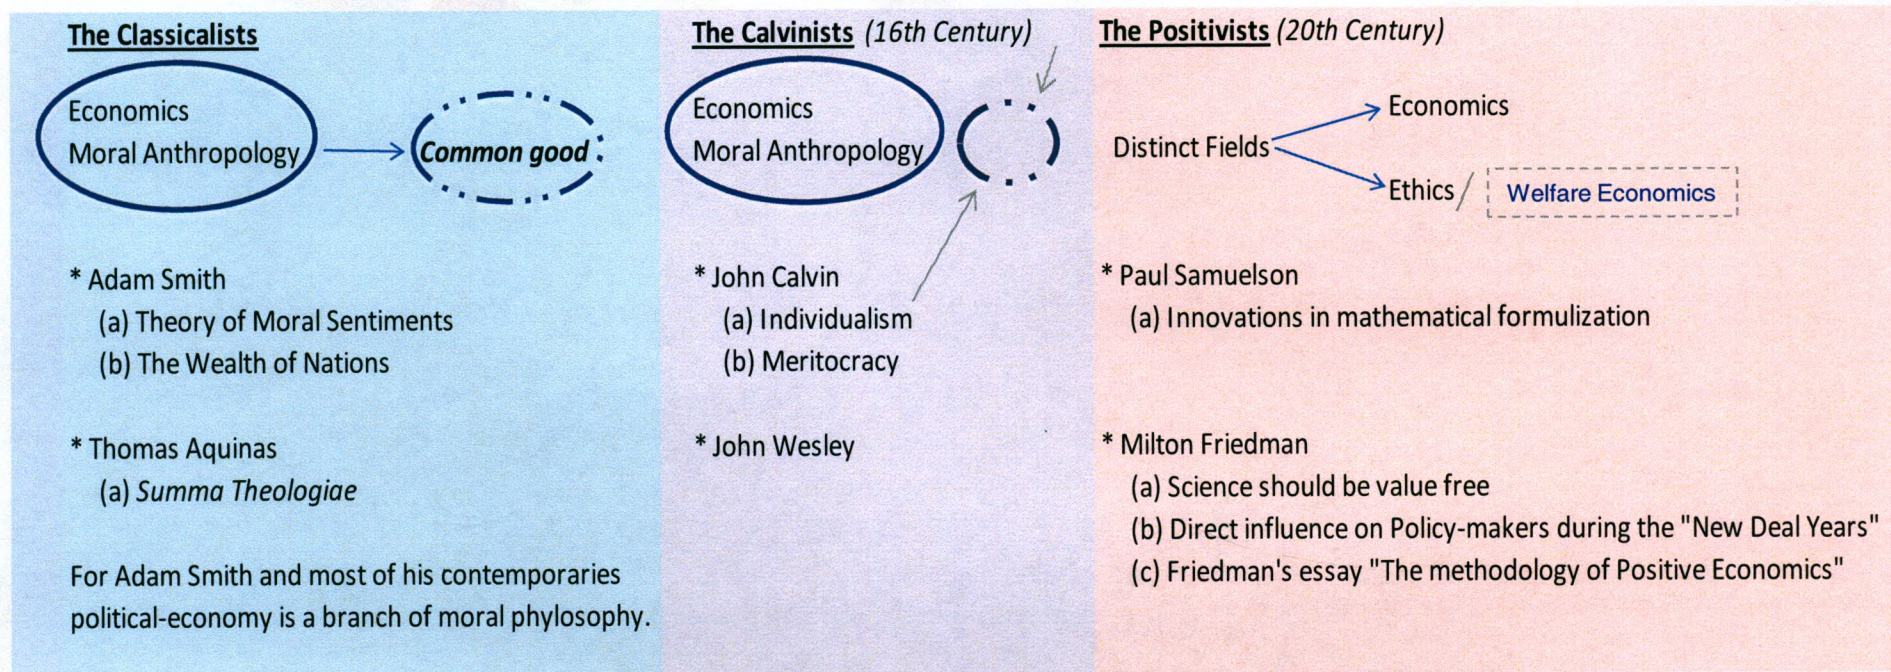 The Classicalists
Economics
Moral Anthropology
Common good
* Adam Smith
(a) Theory of Moral Sentiments
(b) The Wealth of Nations
* Thomas Aquinas
(a) Summa Theologiae
For Adam Smith and most of his contemporaries
political-economy is a branch of moral phylosophy.
The Calvinists (16th Century)
Economics
Moral Anthropology
* John Calvin
(a) Individualism
(b) Meritocracy
* John Wesley
The Positivists (20th Century)
Distinct Fields
Economics
Ethics / Welfare Economics
* Paul Samuelson
(a) Innovations in mathematical formulization
* Milton Friedman
(a) Science should be value free
(b) Direct influence on Policy-makers during the "New Deal Years"
(c) Friedman's essay "The methodology of Positive Economics"